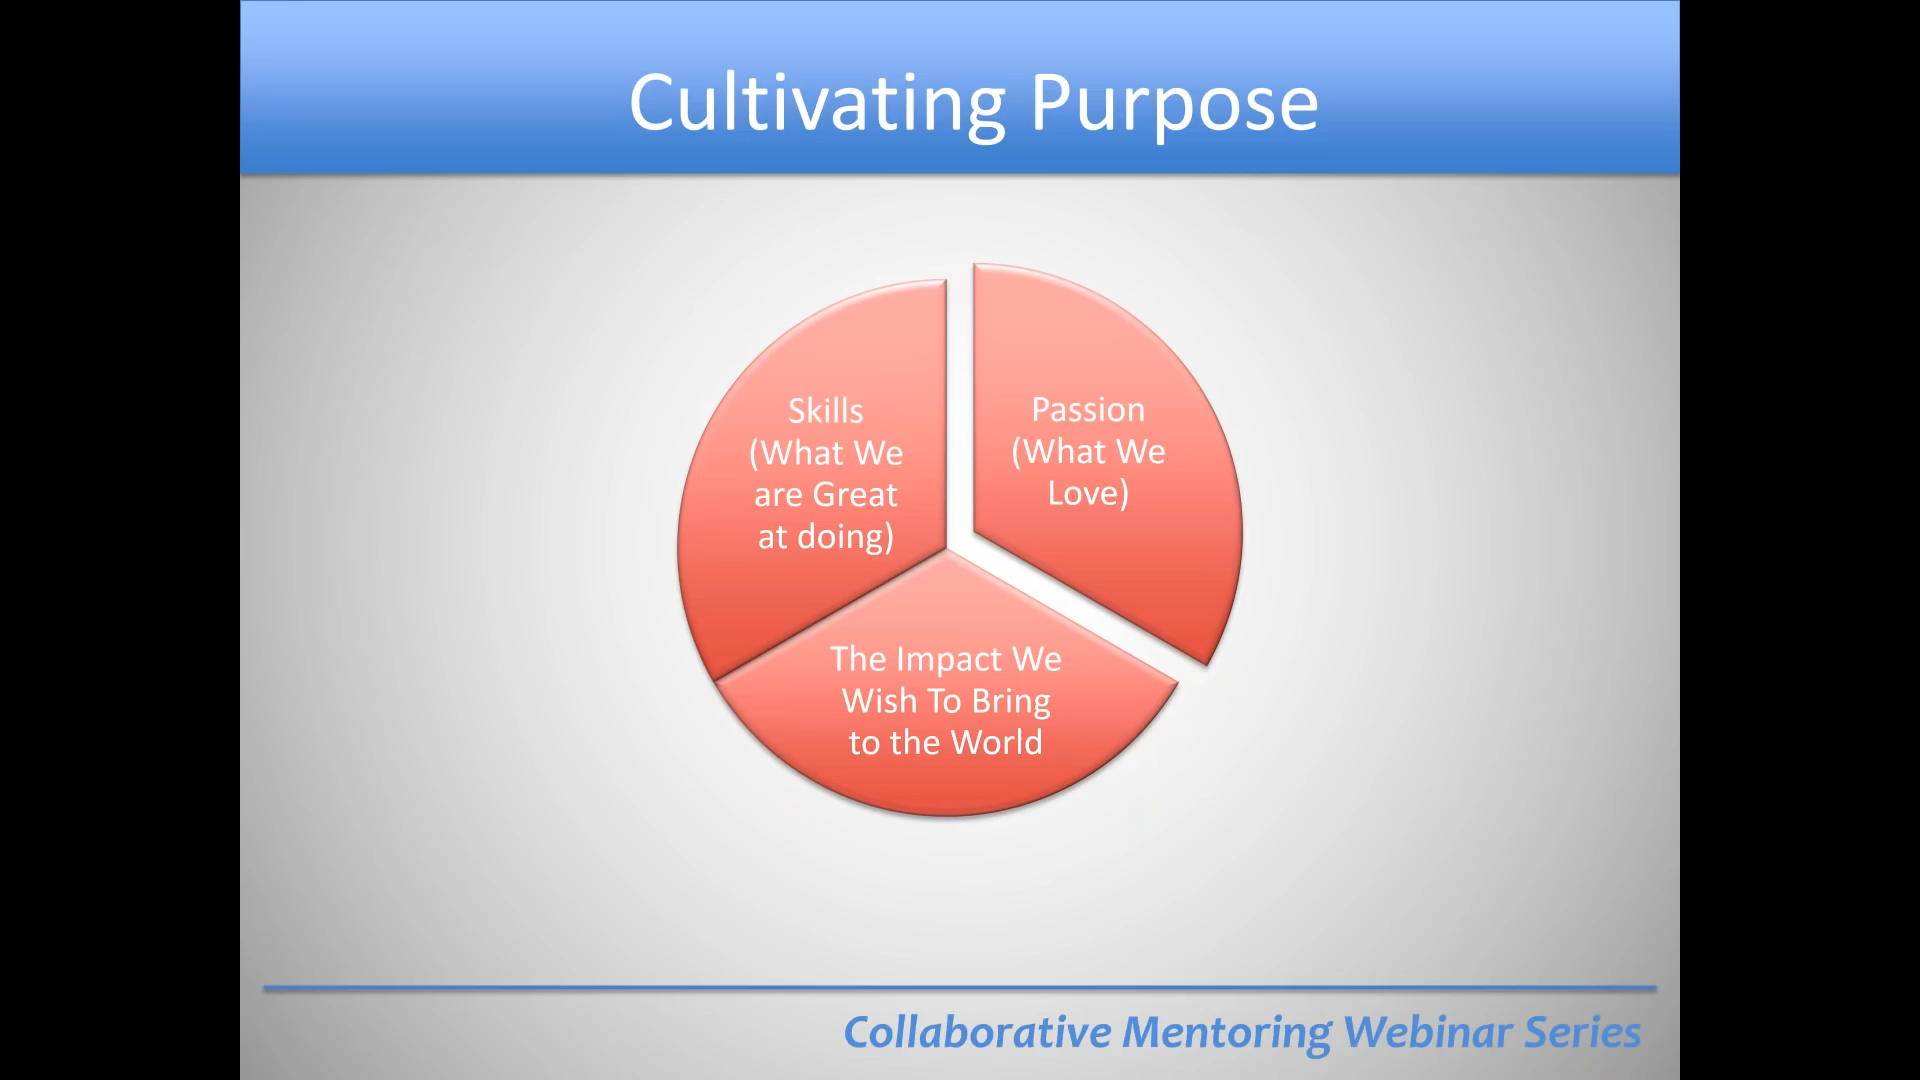 Cultivating Purpose
Skills
(What We
are Great
at doing)
Passion
(What We
Love)
The Impact We
Wish To Bring
to the World
Collaborative Mentoring Webinar Series